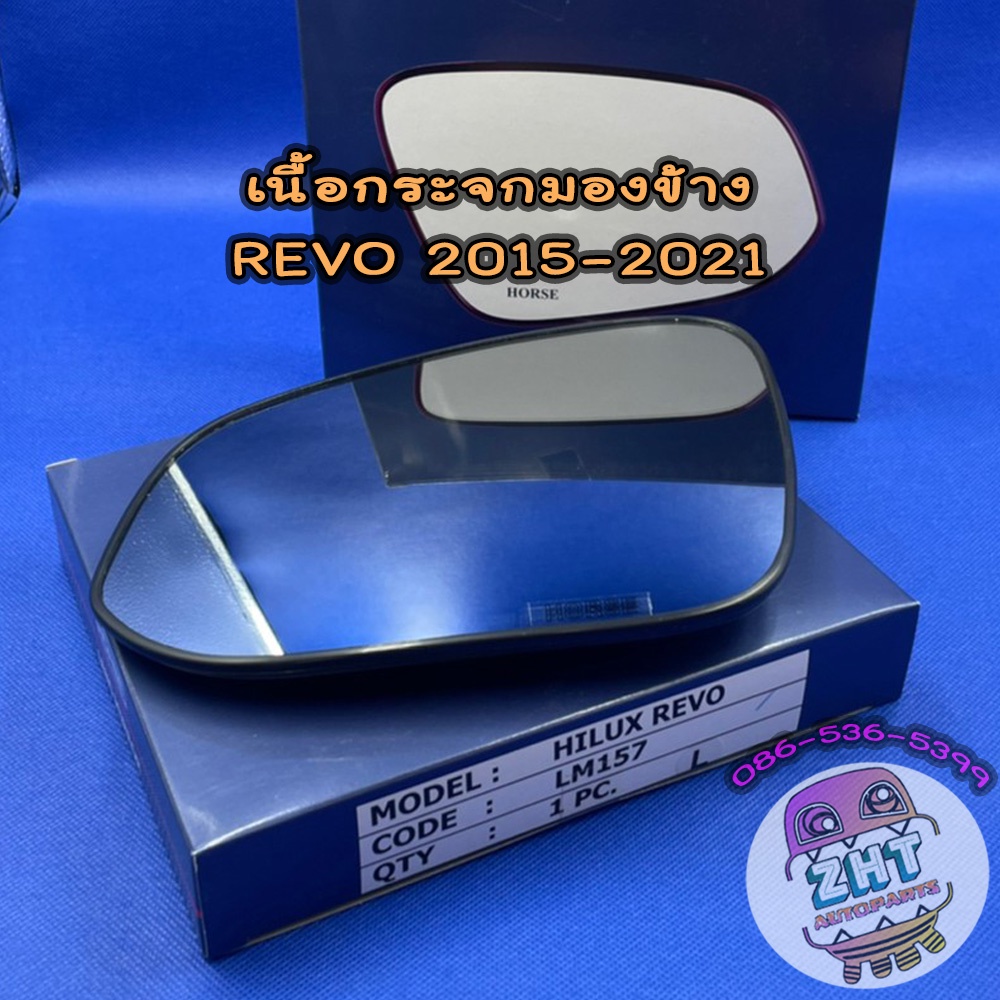 เนื้อกระจกมองข้าง
REVO 2015-2021
HORSE
MODEL : HILUX REVO
CODE : LM157 L
QTY : 1 PC.
086-536-5399
ZHT
AUTOPARTS